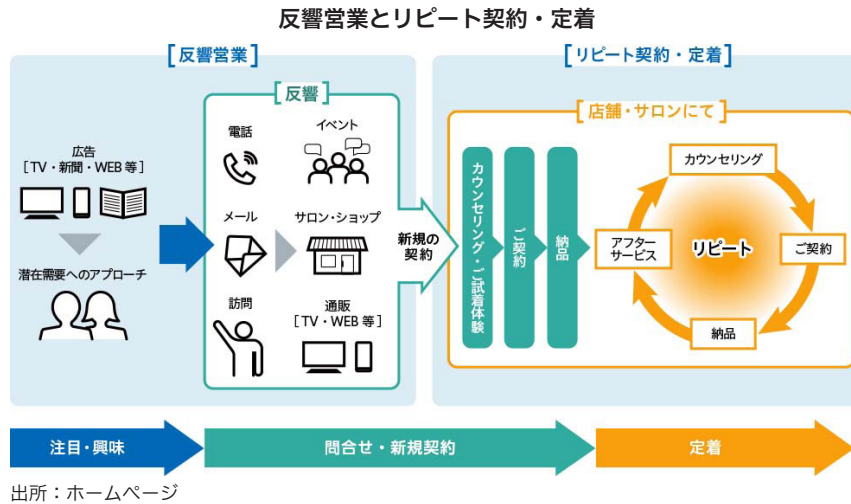 反響営業とリピート契約・定着
[反響営業]
[リピート契約・定着]
広告
[TV・新聞・WEB 等]
潜在需要へのアプローチ
[反響]
電話
イベント
メール
サロン・ショップ
訪問
通販
[TV・WEB 等]
新規の
契約
[店舗・サロンにて]
カウンセリング・ご試着体験
ご契約
納品
カウンセリング
ご契約
納品
アフター
サービス
リピート
注目・興味
問合せ・新規契約
定着
出所：ホームページ